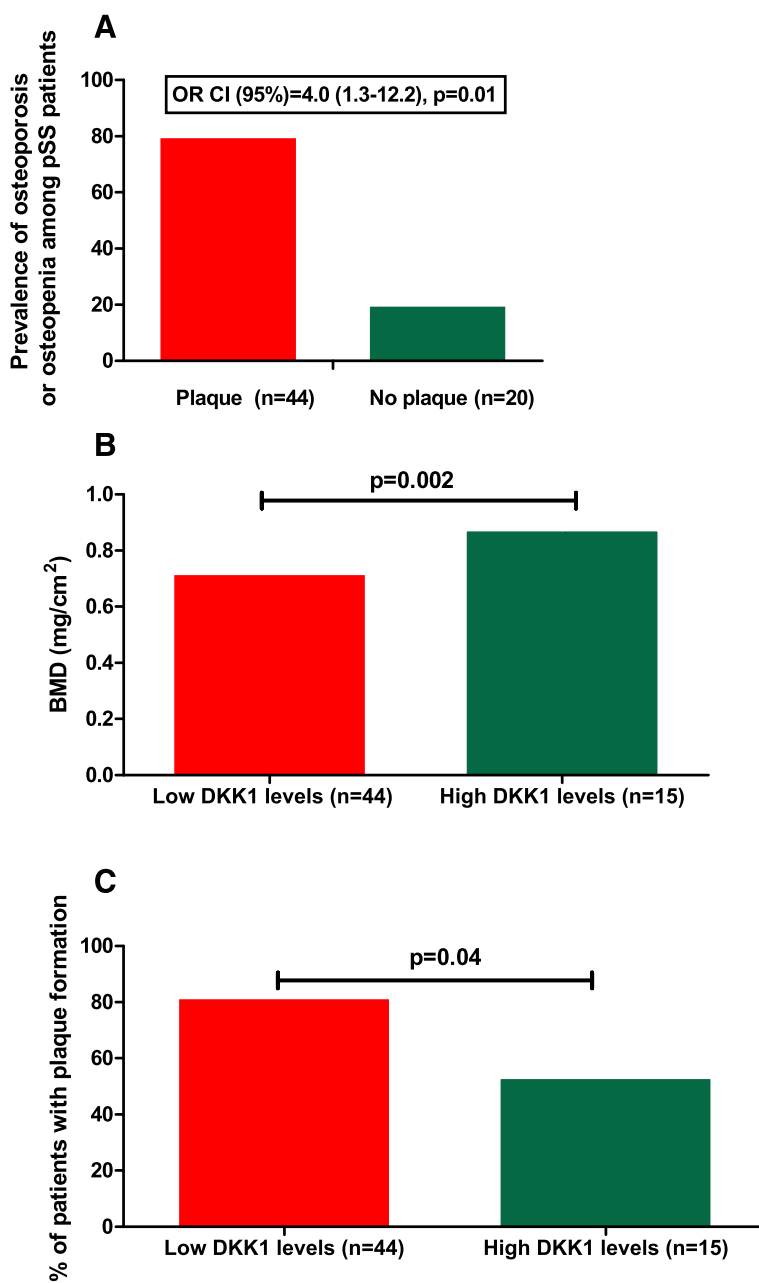 A
Prevalence of osteoporosis
or osteopenia among pSS patients
100
80
60
40
20
0
OR CI (95%)=4.0 (1.3-12.2), p=0.01
Plaque (n=44)
No plaque (n=20)
B
BMD (mg/cm²)
1.0
0.8
0.6
0.4
0.2
0.0
p=0.002
Low DKK1 levels (n=44)
High DKK1 levels (n=15)
C
% of patients with plaque formation
100
80
60
40
20
0
p=0.04
Low DKK1 levels (n=44)
High DKK1 levels (n=15)